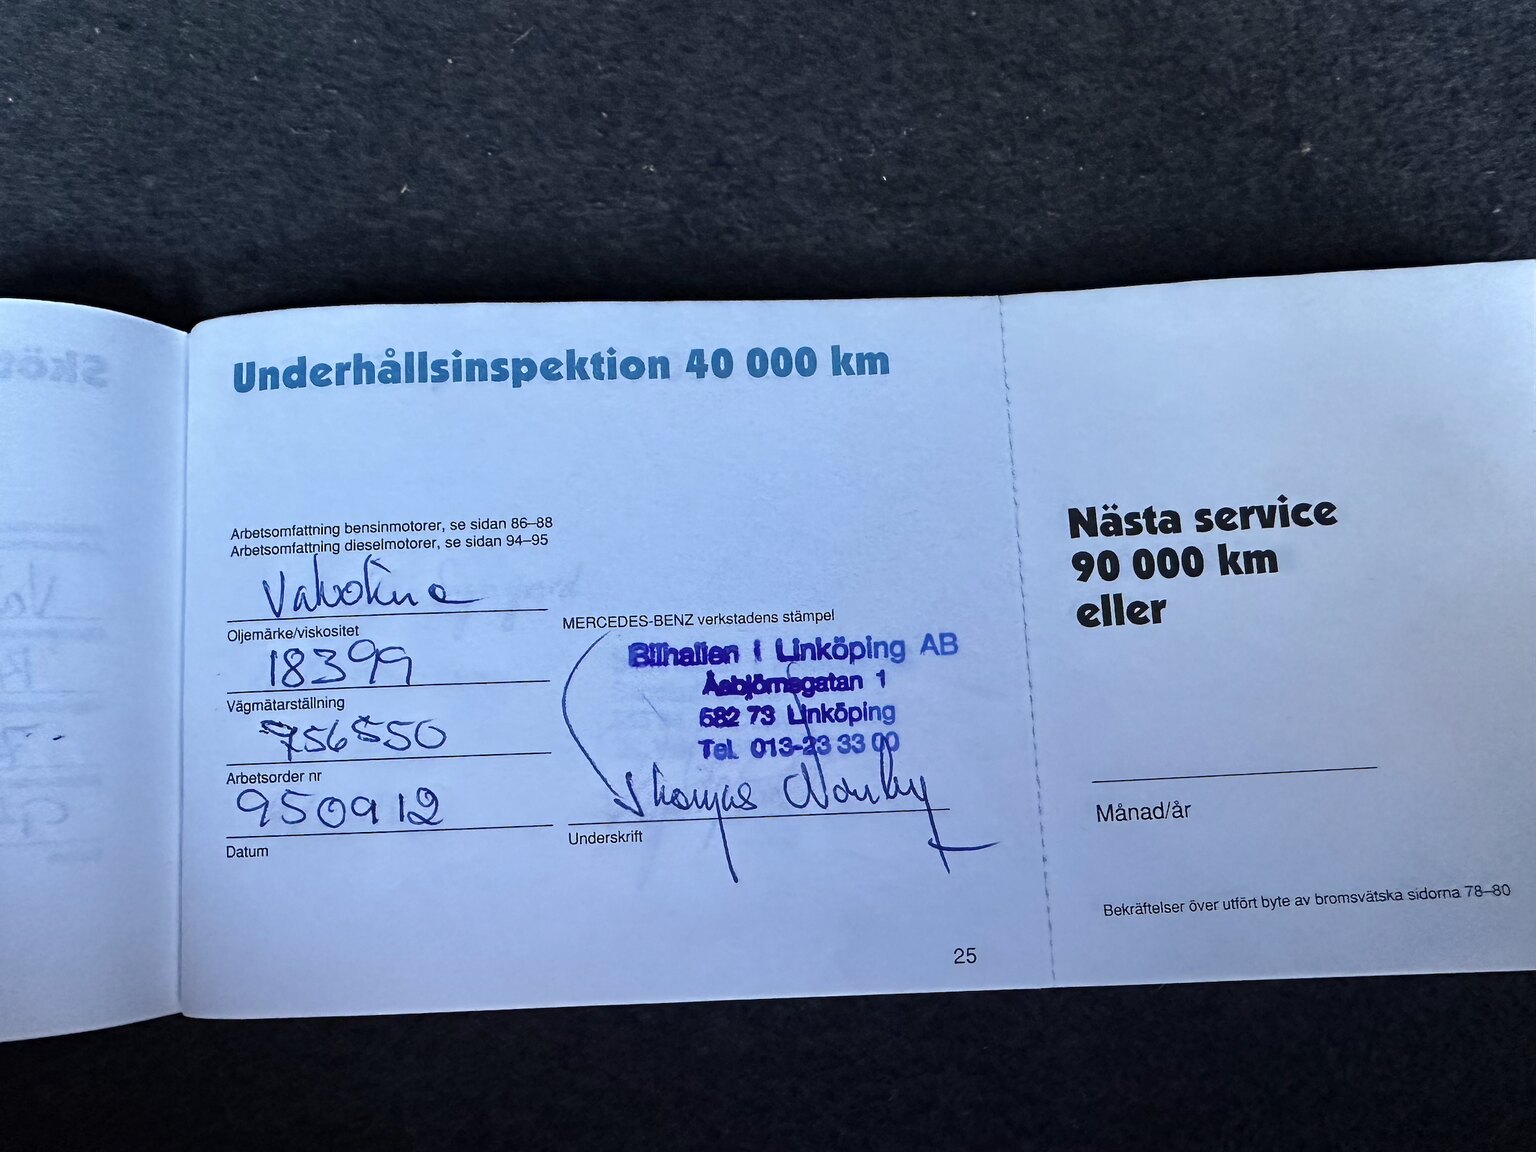 Underhållsinspektion 40 000 km
Arbetsomfattning bensinmotorer, se sidan 86–88
Arbetsomfattning dieselmotorer, se sidan 94–95
Oljemärke/viskositet
18399
Vägmätarställning
756550
Arbetsorder nr
950912
Datum
MERCEDES-BENZ verkstadens stämpel
Bilhallen i Linköping AB
Åsbjörnsgatan 1
582 73 Linköping
Tel. 013-23 33 00
Thomas
Underskrift
25
Nästa service
90 000 km
eller
Månad/år
Bekräftelser över utfört byte av bromsvätska sidorna 78–80